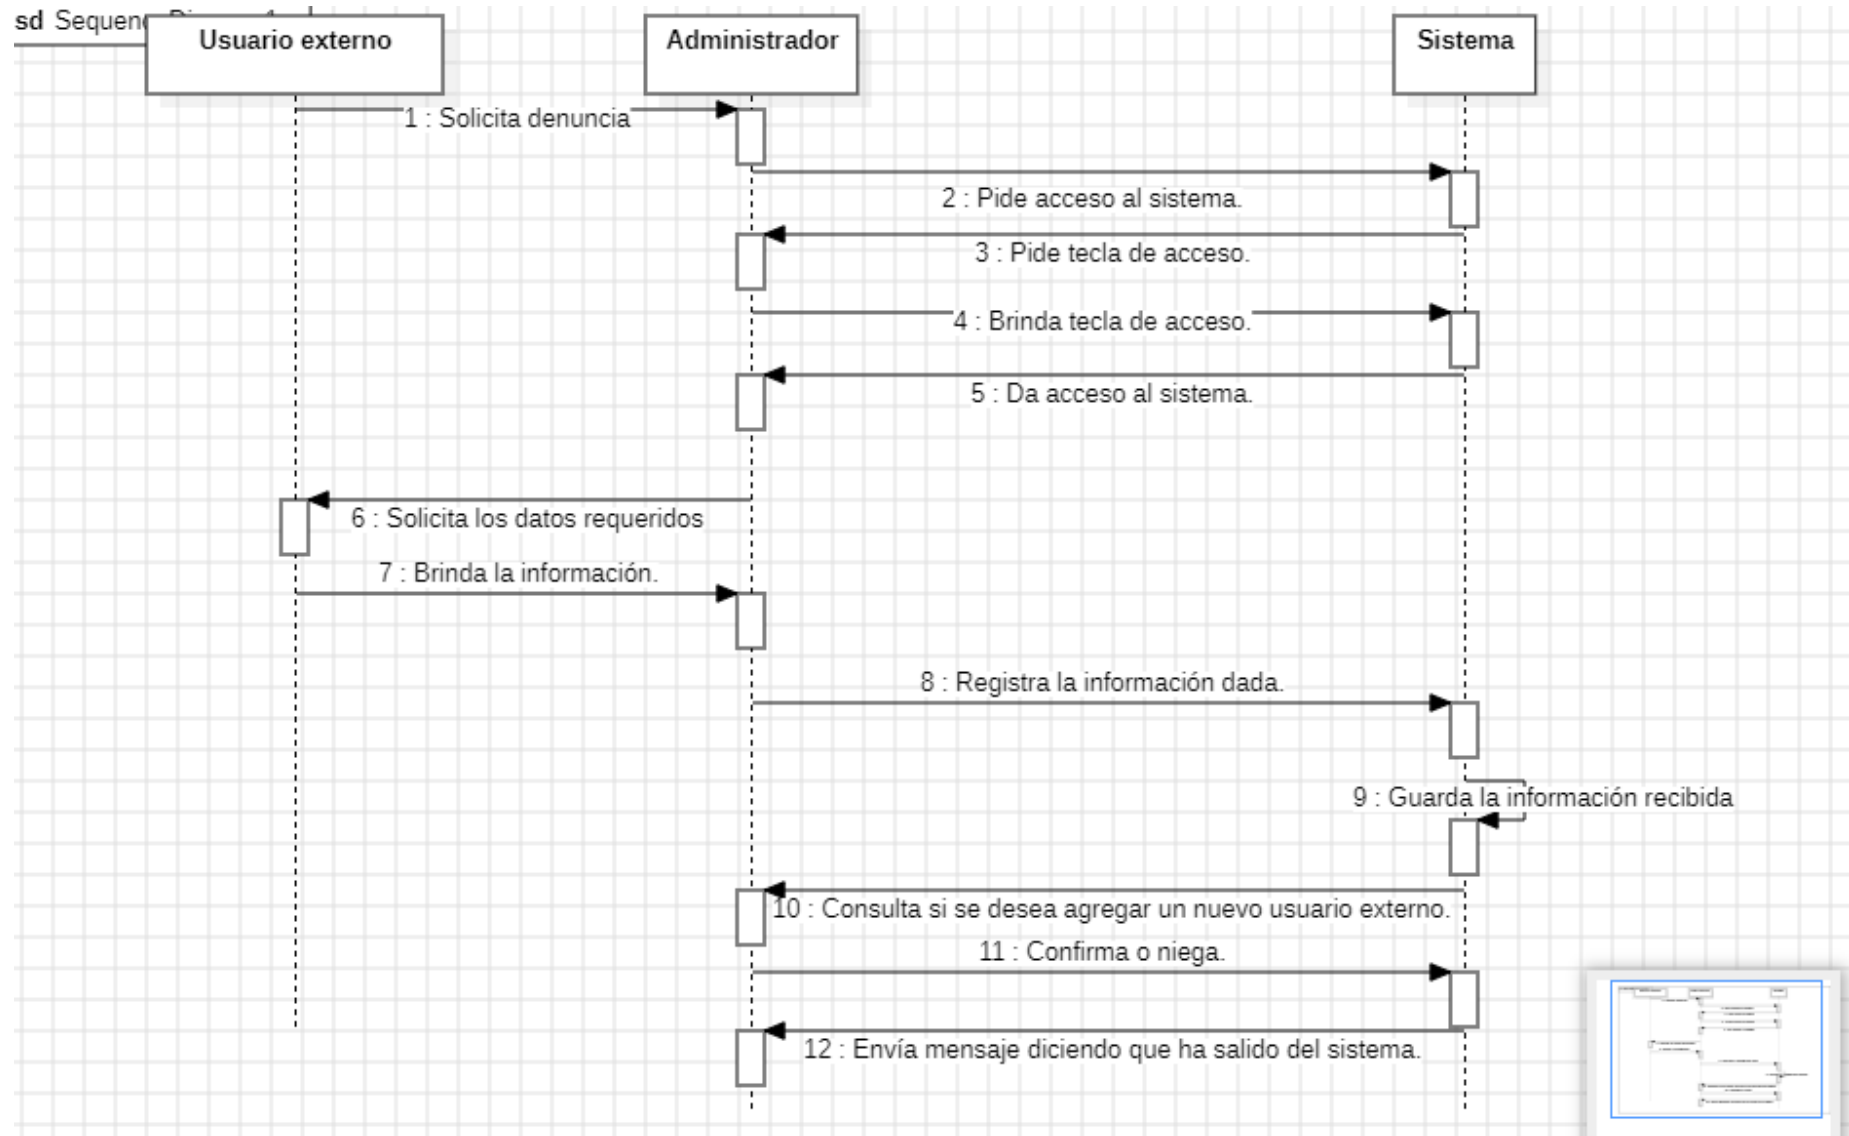 sd Sequenc
Usuario externo
Administrador
Sistema
1 : Solicita denuncia
2 : Pide acceso al sistema.
3 : Pide tecla de acceso.
4 : Brinda tecla de acceso.
5 : Da acceso al sistema.
6 : Solicita los datos requeridos
7 : Brinda la información.
8 : Registra la información dada.
9 : Guarda la información recibida
10 : Consulta si se desea agregar un nuevo usuario externo.
11 : Confirma o niega.
12 : Envía mensaje diciendo que ha salido del sistema.